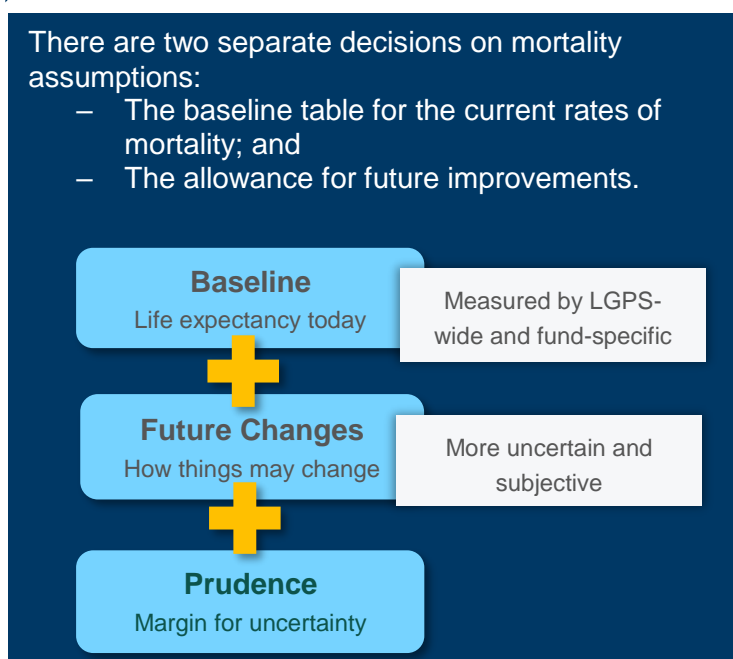 There are two separate decisions on mortality
assumptions:
– The baseline table for the current rates of
mortality; and
– The allowance for future improvements.
Baseline
Life expectancy today
Measured by LGPS-
wide and fund-specific
Future Changes
How things may change
More uncertain and
subjective
Prudence
Margin for uncertainty